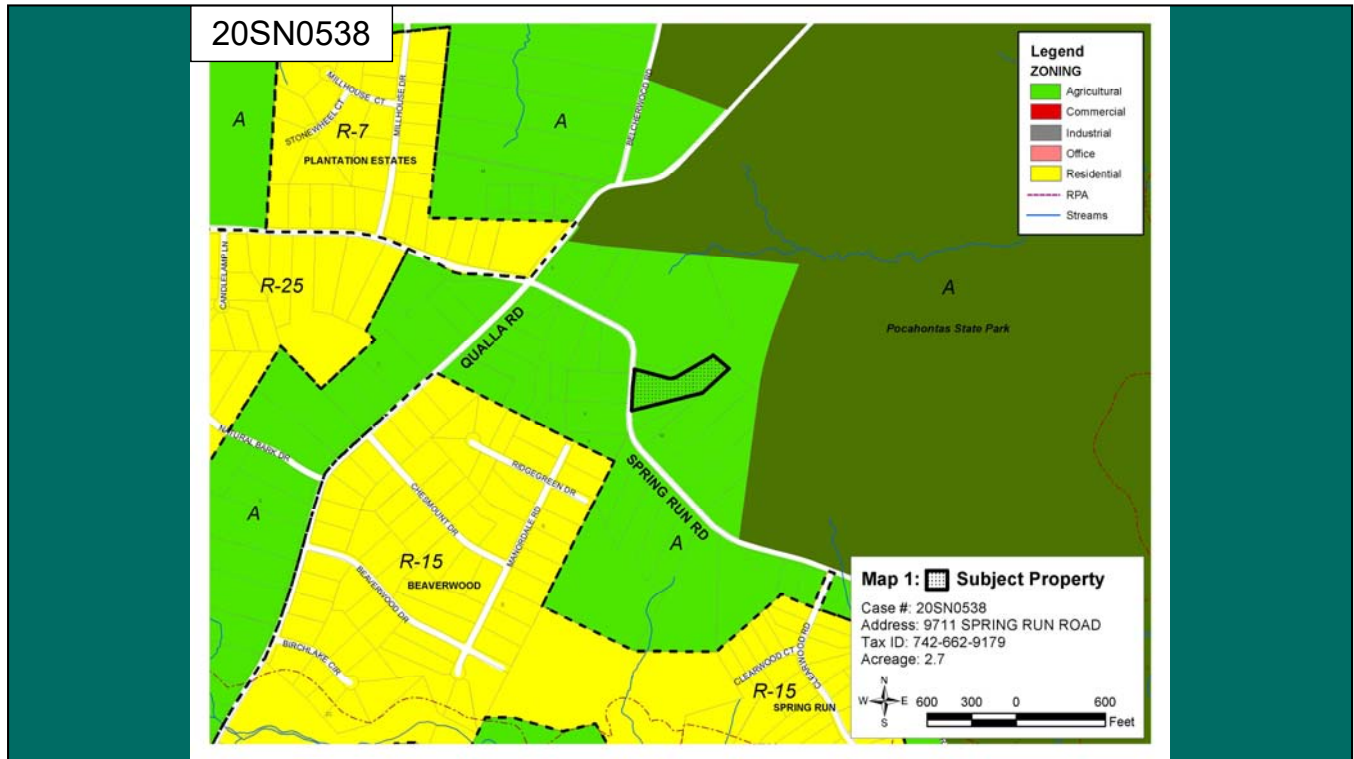 20SN0538
Legend
ZONING
Agricultural
Commercial
Industrial
Office
Residential
RPA
Streams
A
MILLHOUSE CT
STONEWHEEL CT
MILLHOUSE DR
R-7
PLANTATION ESTATES
A
BELCHERWOOD RD
CANDLELAMP LN
R-25
QUALLA RD
A
Pocahontas State Park
NATURAL BARK DR
A
RIDGEGREEN DR
CHESMOUNT DR
MANORDALE RD
SPRING RUN RD
A
R-15
BEAVERWOOD
BEAVERWOOD DR
BIRCHLAKE CIR
CLEARWOOD CT
CLEARWOOD RD
R-15
SPRING RUN
Map 1: Subject Property
Case #: 20SN0538
Address: 9711 SPRING RUN ROAD
Tax ID: 742-662-9179
Acreage: 2.7
N
W E
S
600 300 0 600
Feet